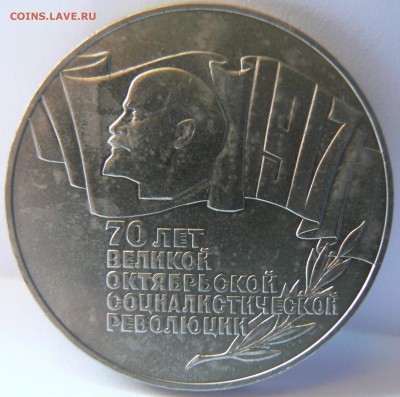 COINS.LAVE.RU
1917
70 ЛЕТ
ВЕЛИКОЙ
ОКТЯБРЬСКОЙ
СОЦИАЛИСТИЧЕСКОЙ
РЕВОЛЮЦИИ